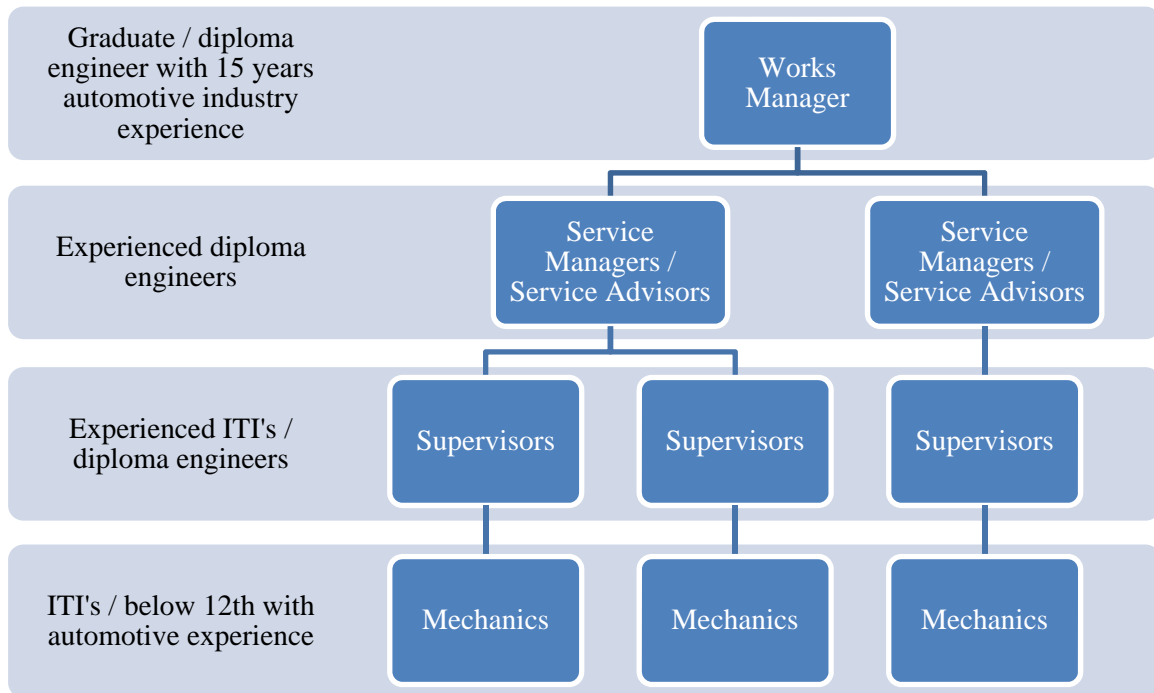 Graduate / diploma
engineer with 15 years
automotive industry
experience
Works
Manager
Experienced diploma
engineers
Service
Managers /
Service Advisors
Service
Managers /
Service Advisors
Experienced ITI's /
diploma engineers
Supervisors
Supervisors
Supervisors
ITI's / below 12th with
automotive experience
Mechanics
Mechanics
Mechanics